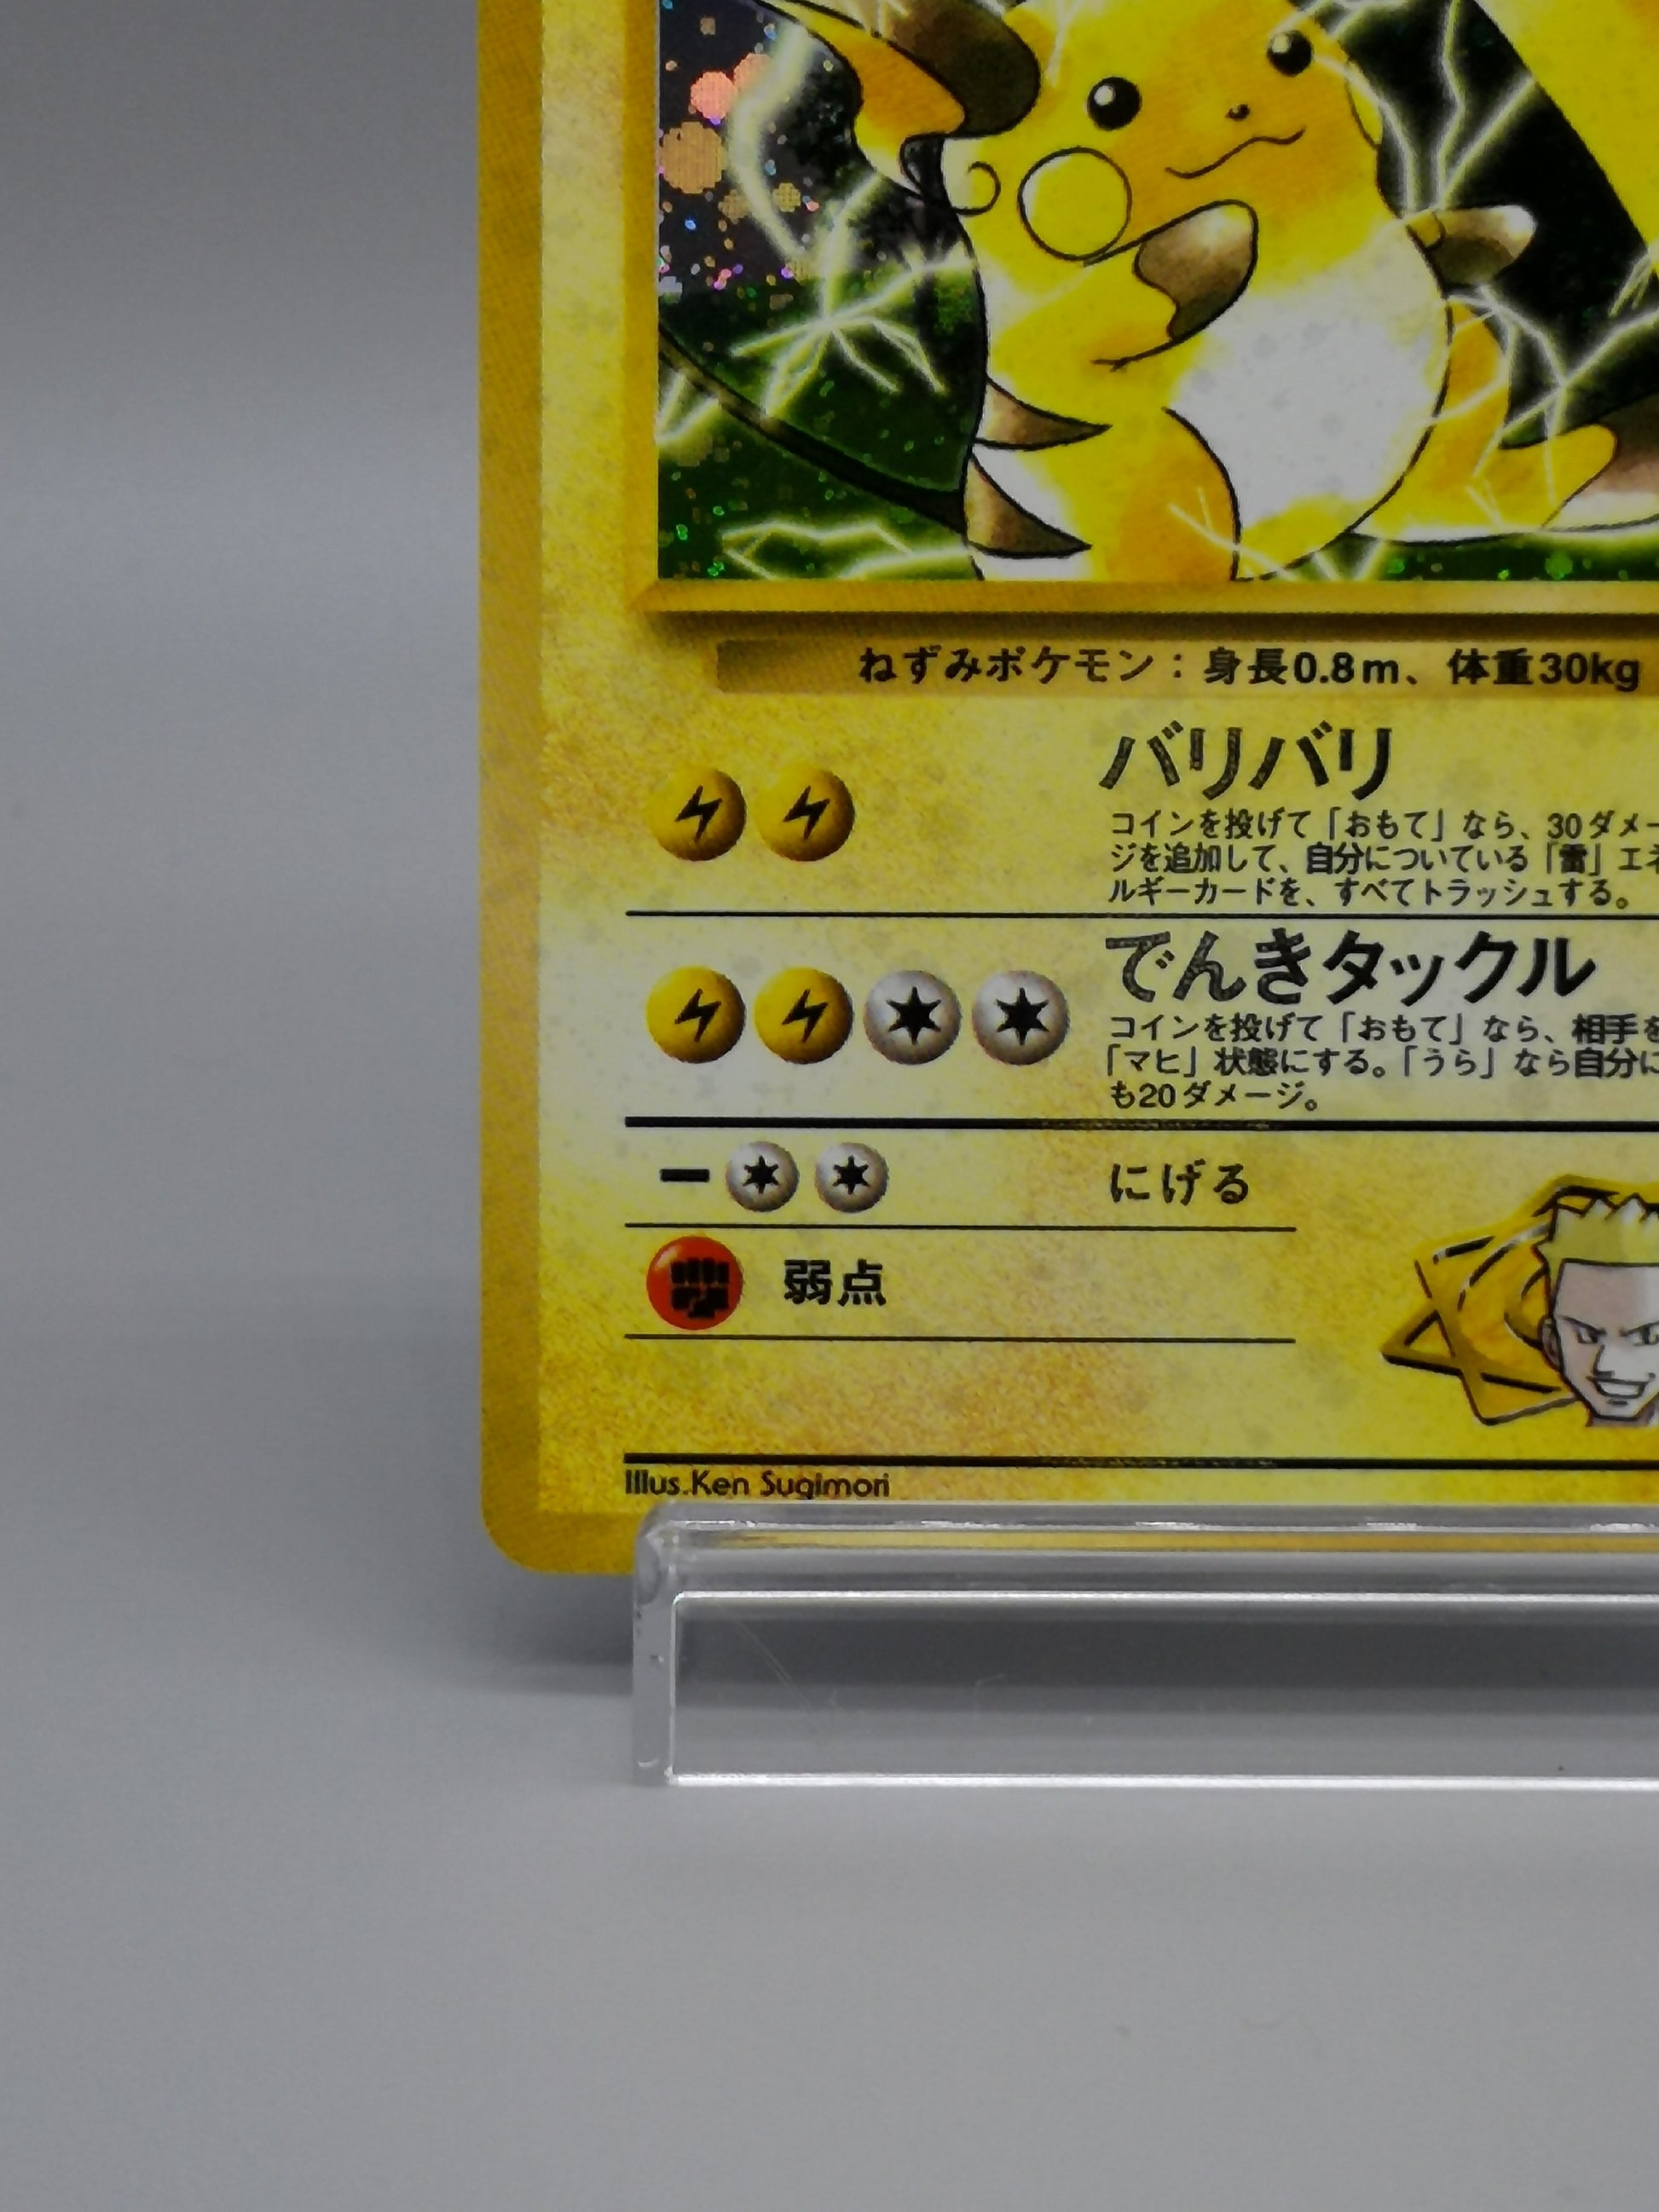 ねずみポケモン：身長0.8m、体重30kg
バリバリ
コインを投げて「おもて」なら、30ダメー
ジを追加して、自分についている「雷」エネ
ルギーカードを、すべてトラッシュする。
でんきタックル
コインを投げて「おもて」なら、相手を
「マヒ」状態にする。「うら」なら自分に
も20ダメージ。
にげる
弱点
Illus.Ken Sugimori